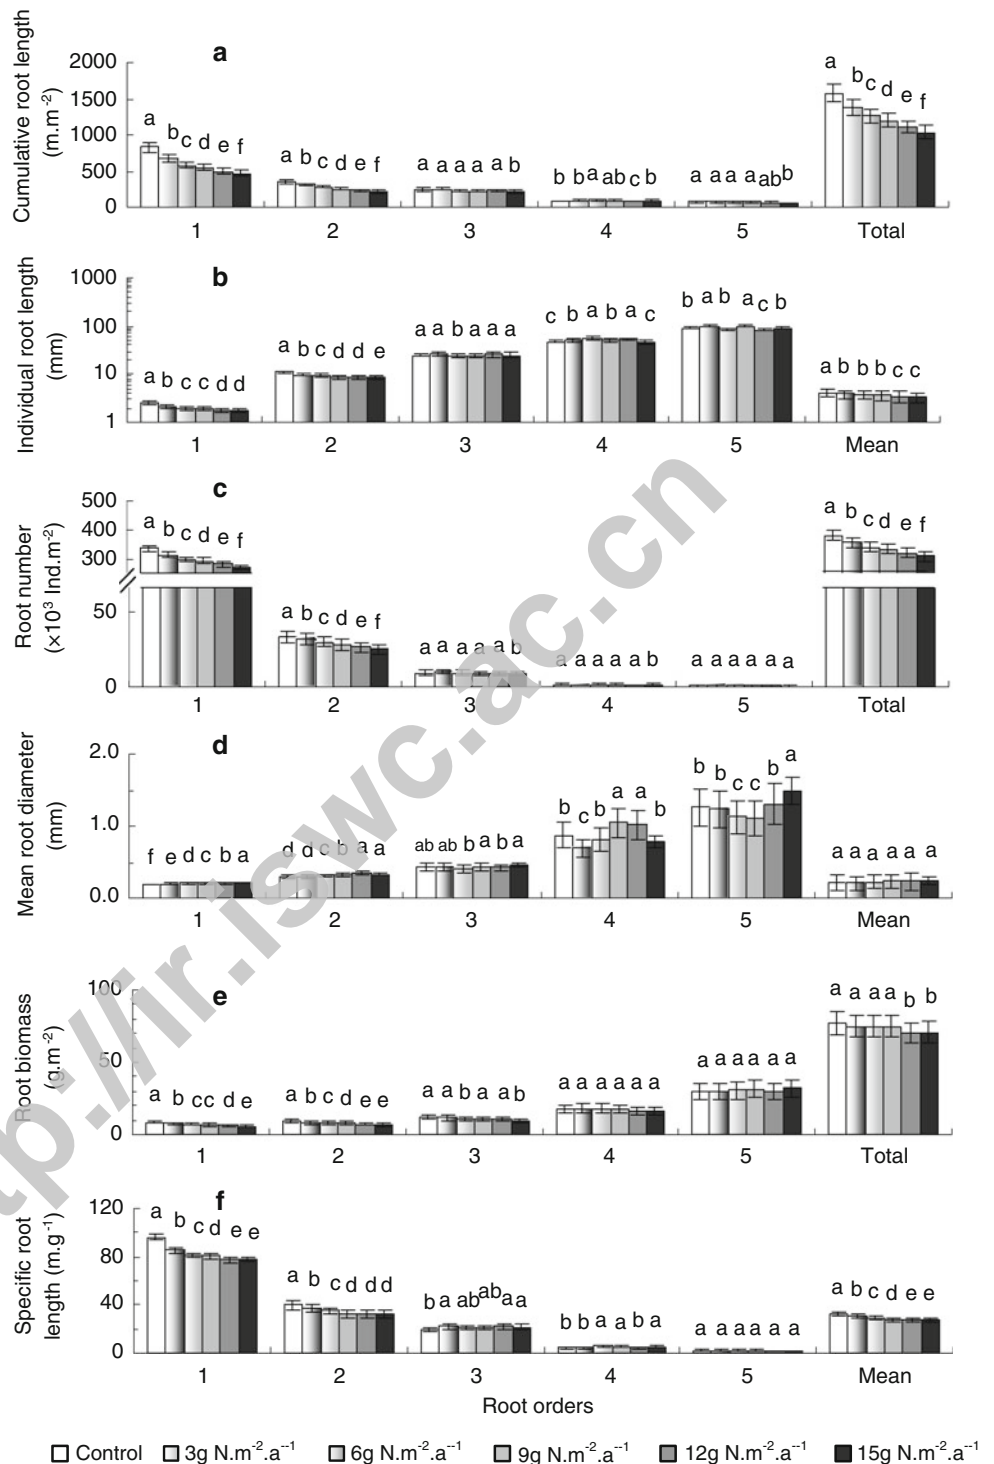 a
Cumulative root length
(m.m-2)
2000
1500
1000
500
0
a b c d e f
a b c d e f
a a a a a b
b b a ab c b
a a a a ab b
a b c d e f
1 2 3 4 5 Total
b
Individual root length
(mm)
1000
100
10
1
a b c c d d
a b c d d e
a a b a a a
c b a b a c
b a b a c b
a b b b c c
1 2 3 4 5 Mean
c
Root number
(×10³ Ind.m-2)
500
400
300
50
0
a b c d e f
a b c d e f
a a a a a b
a a a a a b
a a a a a a
a b c d e f
1 2 3 4 5 Total
d
Mean root diameter
(mm)
2.0
1.0
0.0
f e d c b a
d d c b a a
ab ab b a b a
b c b a a b
b b c c b a
a a a a a a
1 2 3 4 5 Mean
e
Root biomass
(g.m-2)
100
50
0
a b c c d e
a b c d e e
a a b a a b
a a a a a a
a a a a a a
a a a a b b
1 2 3 4 5 Total
f
Specific root
length (m.g-1)
120
80
40
0
a b c d e e
a b c d d d
b a ab ab a a
b b a a b a
a a a a a a
a b c d e e
1 2 3 4 5 Mean
Root orders
Control 3g N.m-2.a-1 6g N.m-2.a-1 9g N.m-2.a-1 12g N.m-2.a-1 15g N.m-2.a-1
tp://ir.iswc.ac.cn